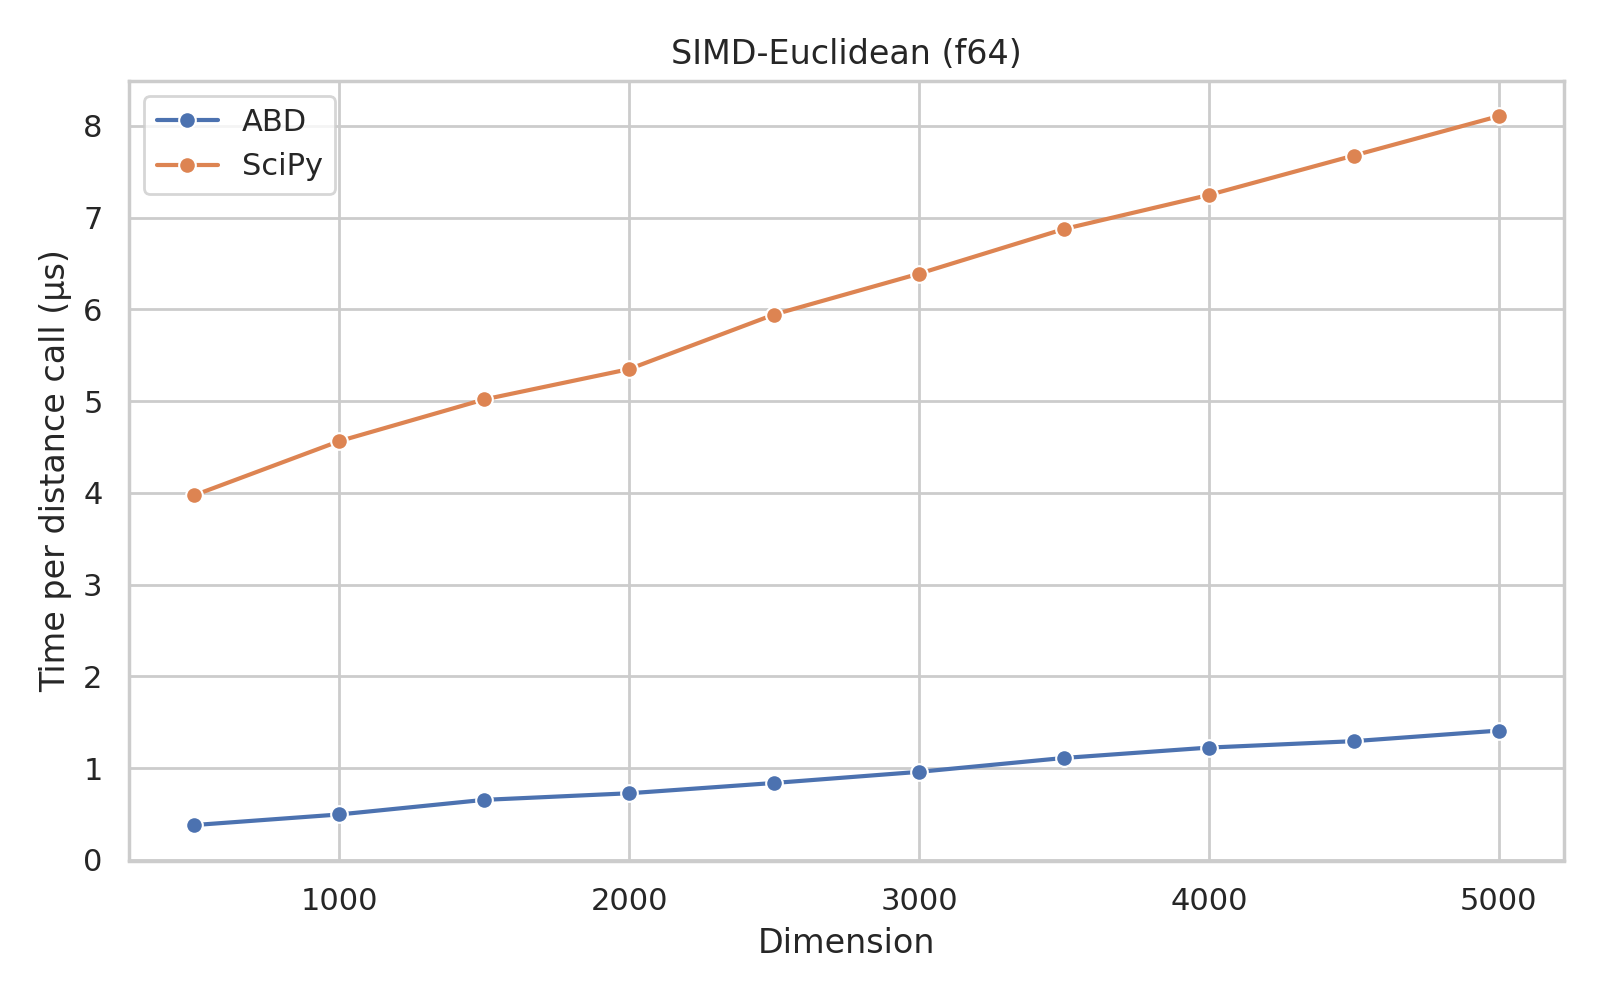 SIMD-Euclidean (f64)
ABD
SciPy
Time per distance call (µs)
8
7
6
5
4
3
2
1
0
1000 2000 3000 4000 5000
Dimension